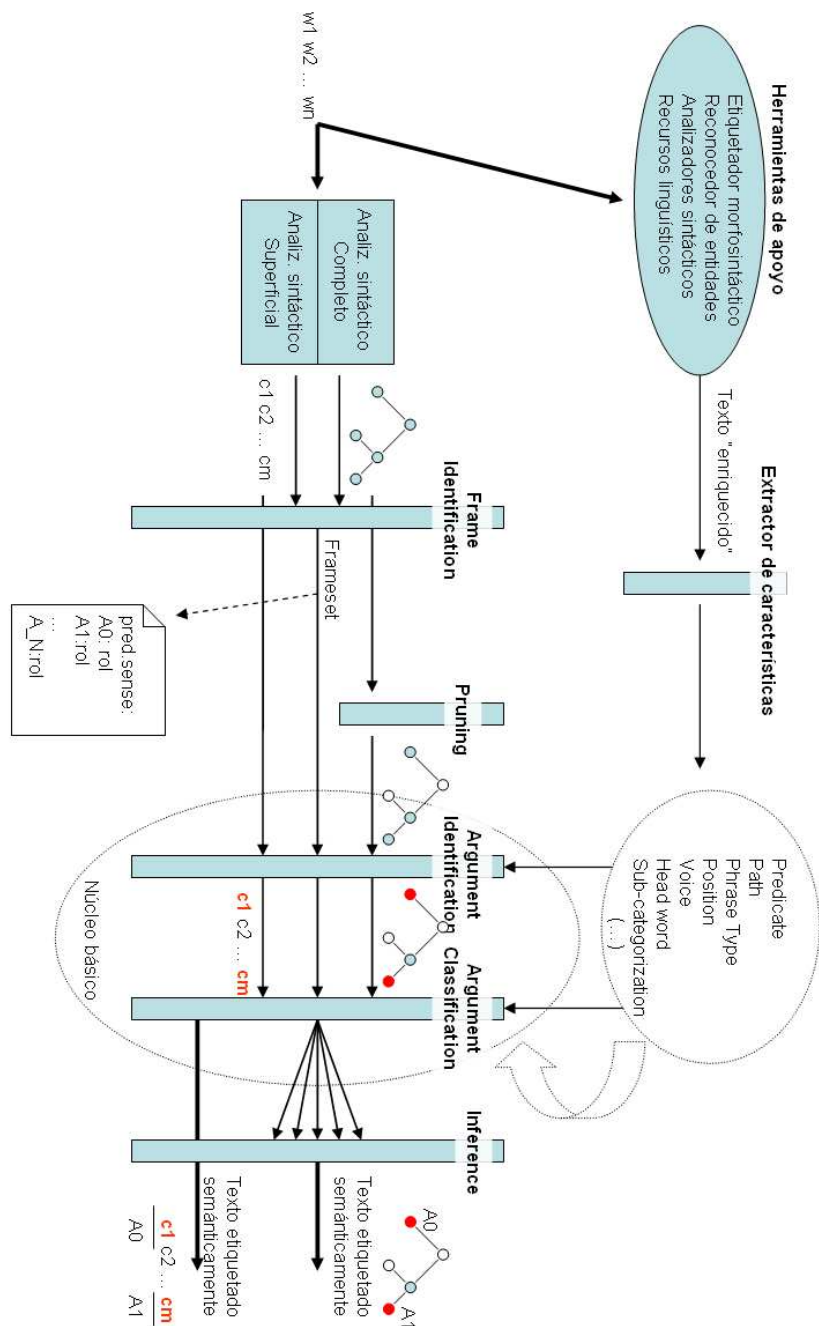 Herramientas de apoyo
Etiquetador morfosintáctico
Reconocedor de entidades
Analizadores sintácticos
Recursos linguísticos
Texto "enriquecido"
Extractor de características
Predicate
Path
Phrase Type
Position
Voice
Head word
Sub-categorization
(...)
w1 w2 ... wn
Analiz. sintáctico
Completo
Analiz. sintáctico
Superficial
c1 c2 ... cm
Frame
Identification
Frameset
pred.sense:
A0: rol
A1:rol
...
A_N:rol
Pruning
Argument
Identification
c1 c2 ... cm
Argument
Classification
Núcleo básico
Inference
A0
A1
Texto etiquetado
semánticamente
Texto etiquetado
semánticamente
c1 c2 ... cm
A0 A1